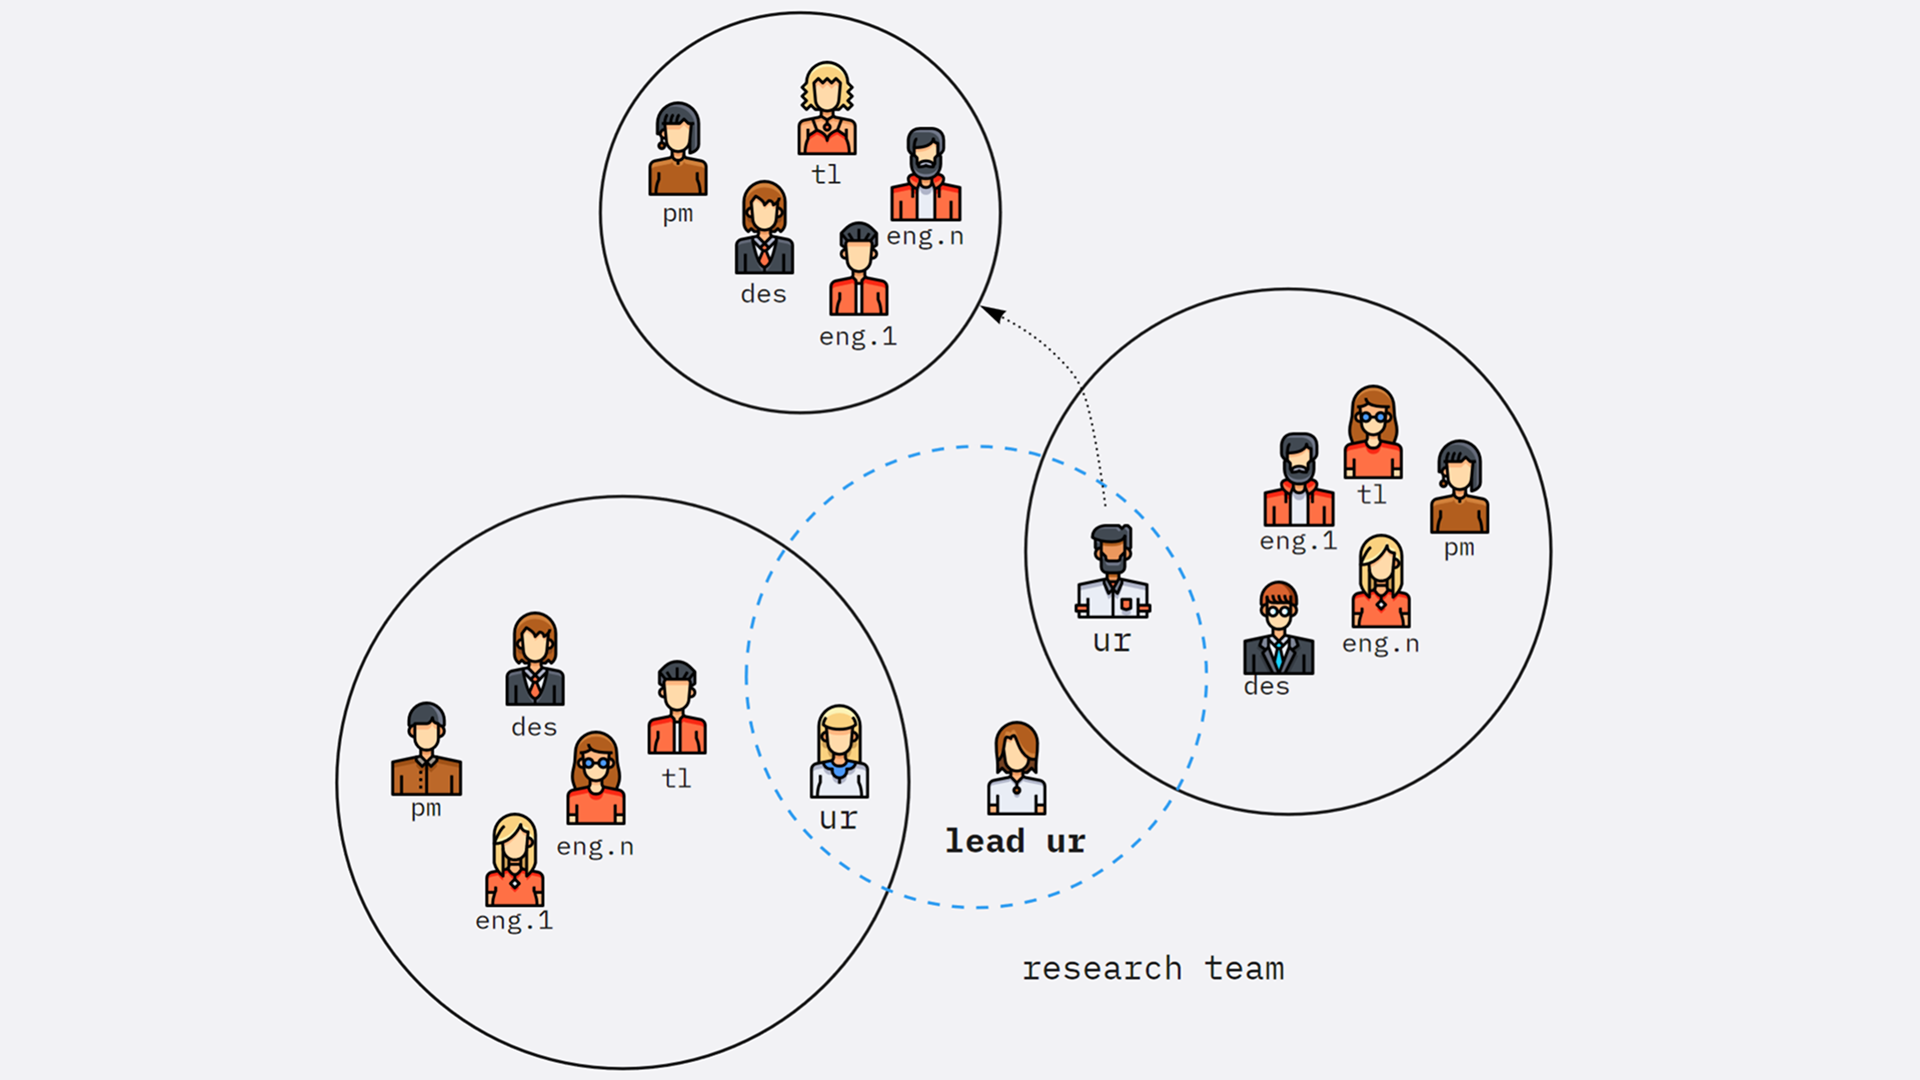 tl
pm
eng.n
des
eng.1
tl
eng.1
pm
ur
eng.n
des
des
tl
pm
ur
lead ur
eng.n
eng.1
research team